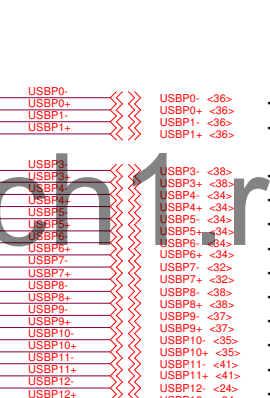 USBP0- USBP0- <36>
USBP0+ USBP0+ <36>
USBP1- USBP1- <36>
USBP1+ USBP1+ <36>
USBP3- USBP3- <38>
USBP3+ USBP3+ <38>
USBP4- USBP4- <34>
USBP4+ USBP4+ <34>
USBP5- USBP5- <34>
USBP5+ USBP5+ <34>
USBP6- USBP6- <34>
USBP6+ USBP6+ <34>
USBP7- USBP7- <32>
USBP7+ USBP7+ <32>
USBP8- USBP8- <38>
USBP8+ USBP8+ <38>
USBP9- USBP9- <37>
USBP9+ USBP9+ <37>
USBP10- USBP10- <35>
USBP10+ USBP10+ <35>
USBP11- USBP11- <41>
USBP11+ USBP11+ <41>
USBP12- USBP12- <24>
USBP12+
ch1.r